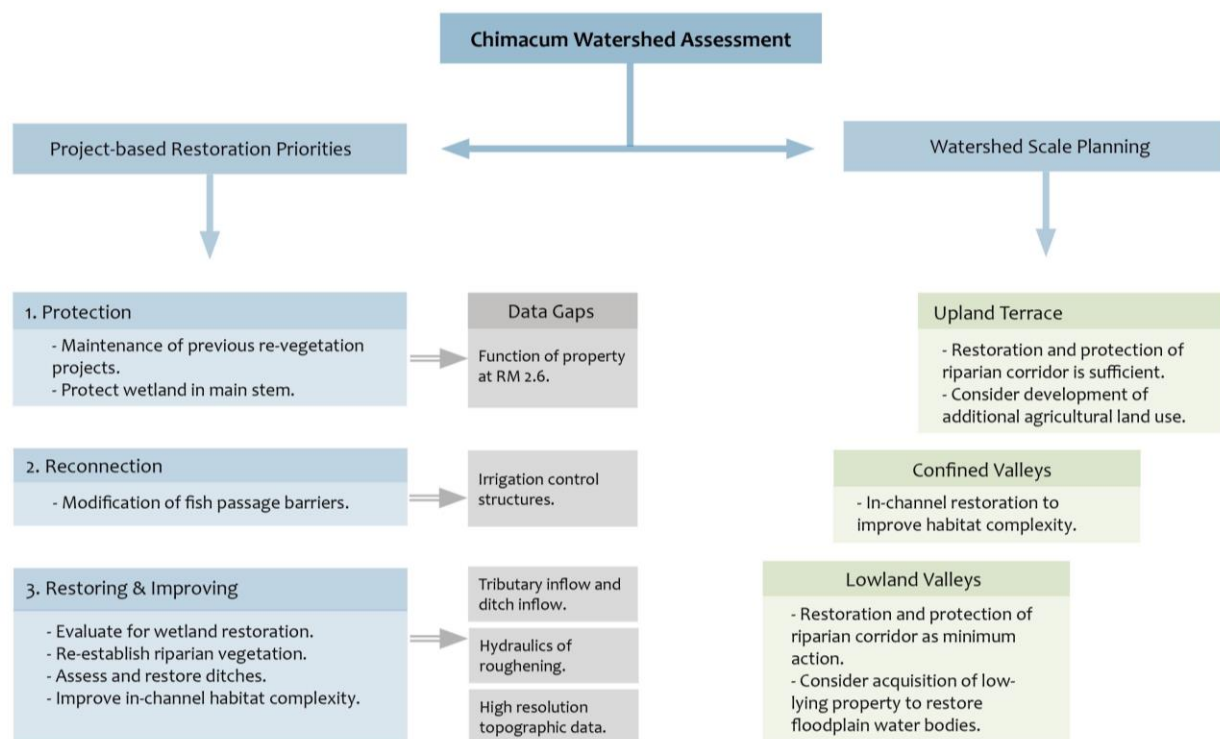 Chimacum Watershed Assessment
Project-based Restoration Priorities
Watershed Scale Planning
1. Protection
- Maintenance of previous re-vegetation
projects.
- Protect wetland in main stem.
Data Gaps
Function of property
at RM 2.6.
2. Reconnection
- Modification of fish passage barriers.
Irrigation control
structures.
3. Restoring & Improving
- Evaluate for wetland restoration.
- Re-establish riparian vegetation.
- Assess and restore ditches.
- Improve in-channel habitat complexity.
Tributary inflow and
ditch inflow.
Hydraulics of
roughening.
High resolution
topographic data.
Upland Terrace
- Restoration and protection of
riparian corridor is sufficient.
- Consider development of
additional agricultural land use.
Confined Valleys
- In-channel restoration to
improve habitat complexity.
Lowland Valleys
- Restoration and protection of
riparian corridor as minimum
action.
- Consider acquisition of low-
lying property to restore
floodplain water bodies.